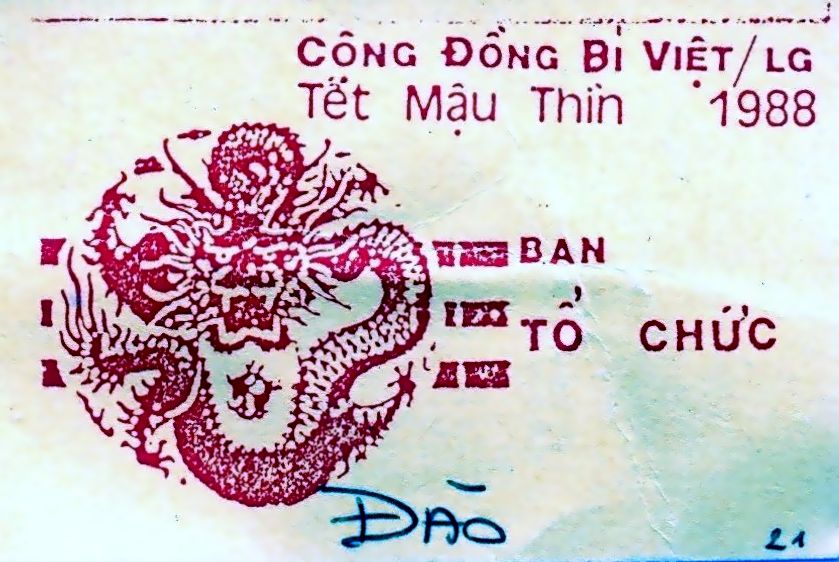 CÔNG ĐỒNG BỈ VIỆT/LG
Tết Mậu Thìn 1988
BAN
TỔ CHỨC
ĐÀO
21